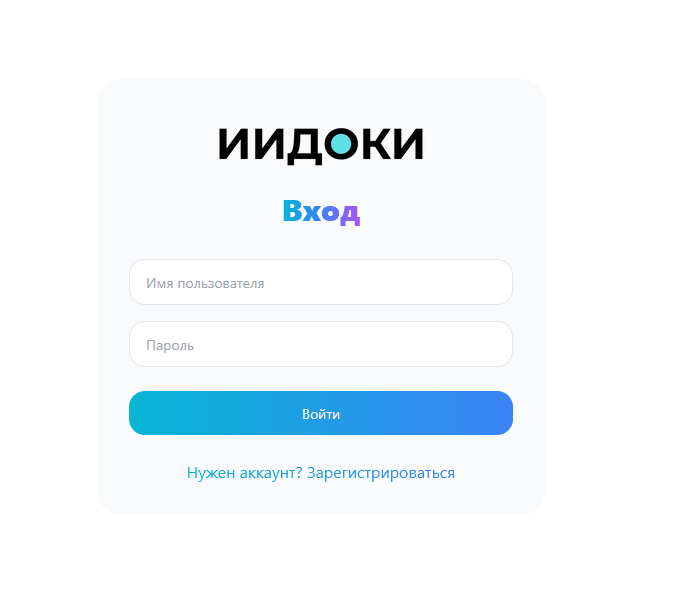 ИИДОКИ
Вход
Имя пользователя
Пароль
Войти
Нужен аккаунт? Зарегистрироваться